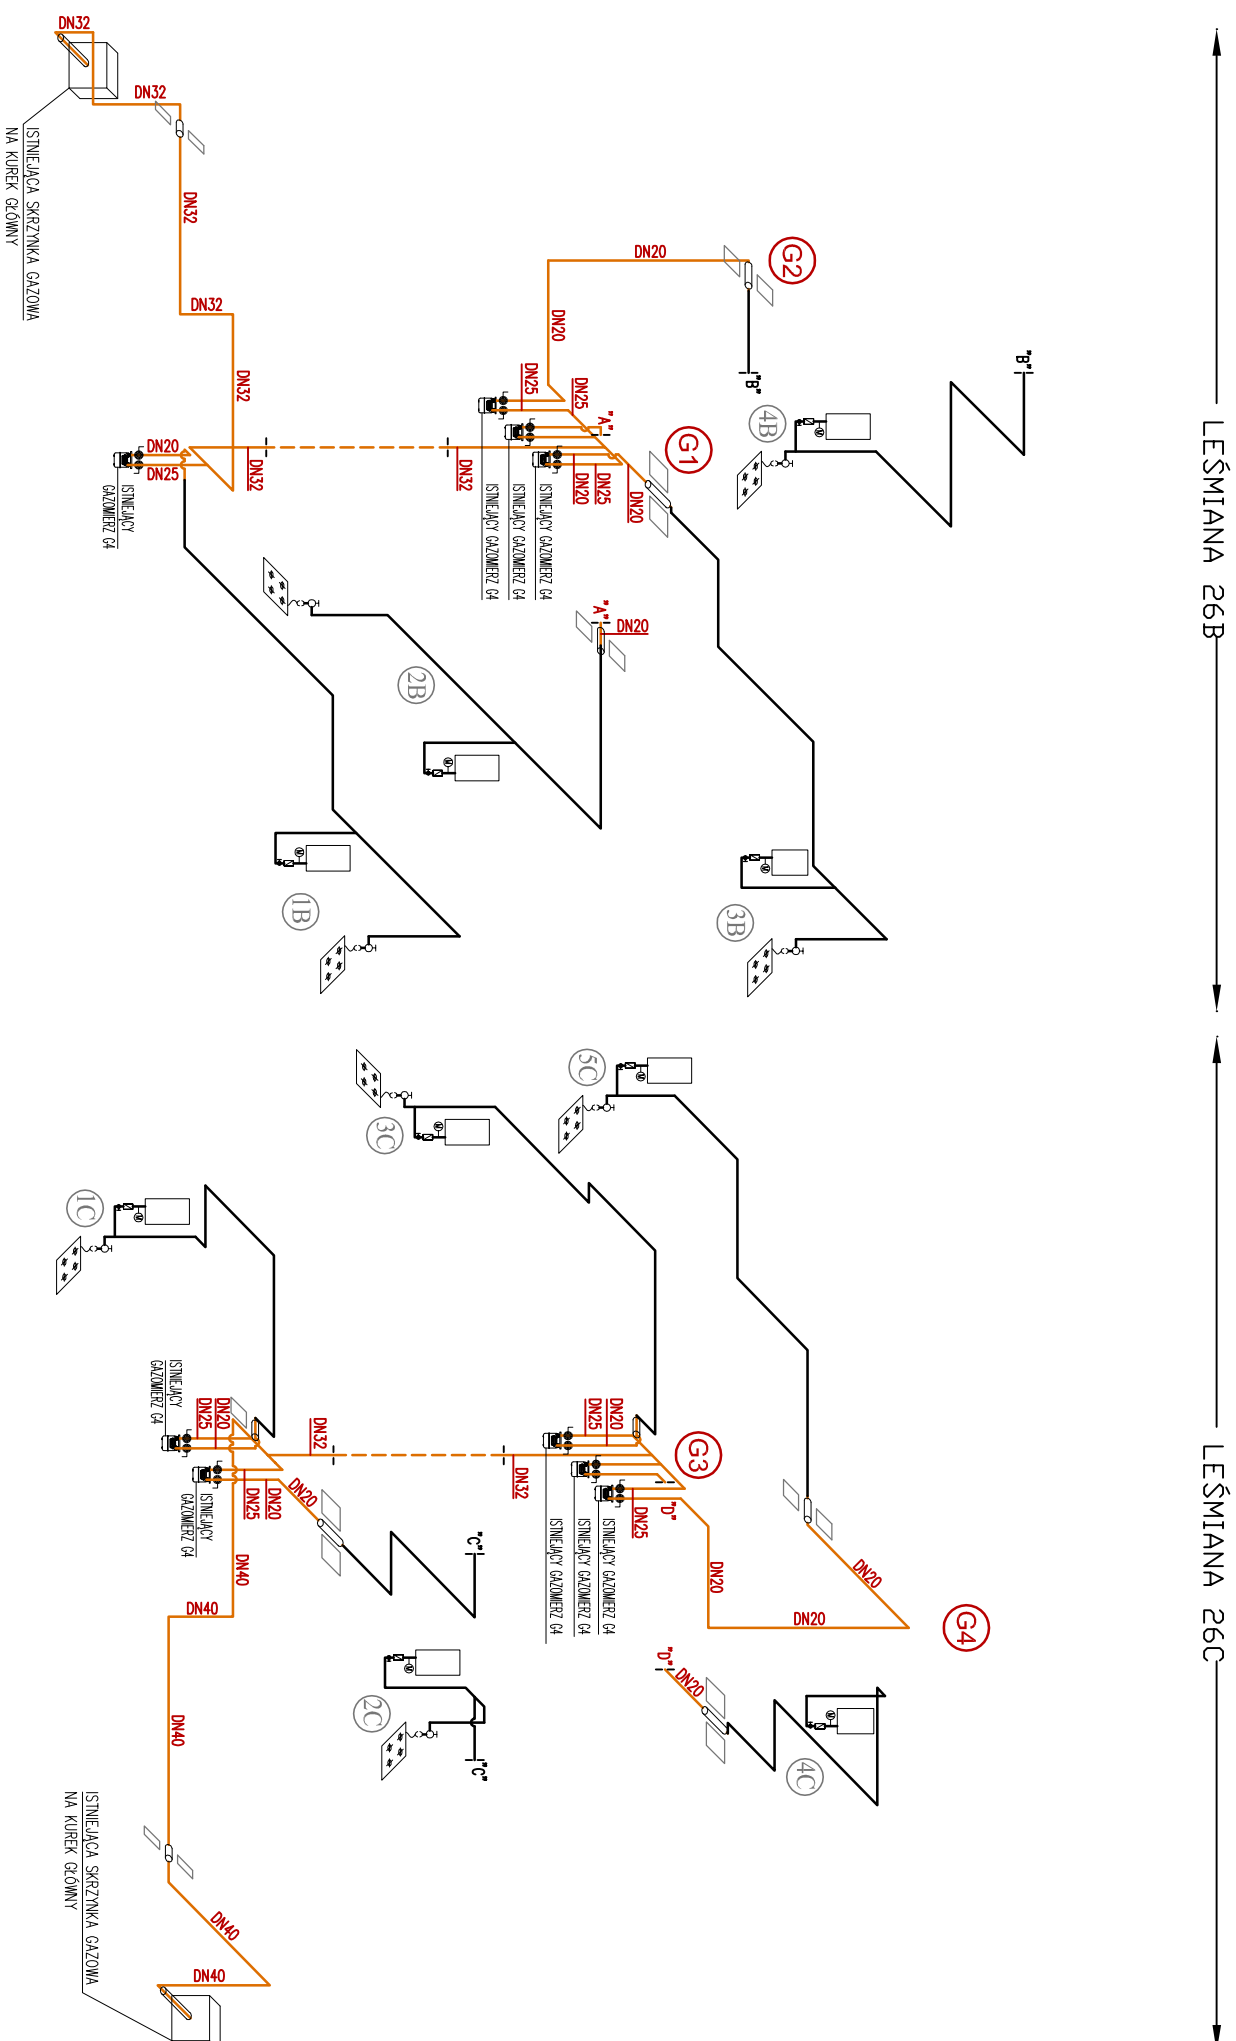 LEŚMIANA 26B
LEŚMIANA 26C
DN32
DN32
ISTNIEJĄCA SKRZYNKA GAZOWA
NA KUREK GŁÓWNY
DN32
DN32
DN32
DN32
DN32
DN20
DN25
ISTNIEJĄCY
GAZOMIERZ G4
G2
DN20
DN20
"B"
"B"
4B
DN25
DN25
"A"
G1
DN20
DN25
DN20
ISTNIEJĄCY GAZOMIERZ G4
ISTNIEJĄCY GAZOMIERZ G4
ISTNIEJĄCY GAZOMIERZ G4
"A"
DN20
2B
1B
3B
5C
3C
1C
ISTNIEJĄCY
GAZOMIERZ G4
DN25
DN20
DN32
DN25
DN20
DN20
ISTNIEJĄCY
GAZOMIERZ G4
DN25
DN20
G3
DN32
DN25
"D"
ISTNIEJĄCY GAZOMIERZ G4
ISTNIEJĄCY GAZOMIERZ G4
ISTNIEJĄCY GAZOMIERZ G4
DN20
DN20
DN20
G4
"C"
"C"
2C
"D"
DN20
4C
DN40
DN40
DN40
DN40
DN40
ISTNIEJĄCA SKRZYNKA GAZOWA
NA KUREK GŁÓWNY